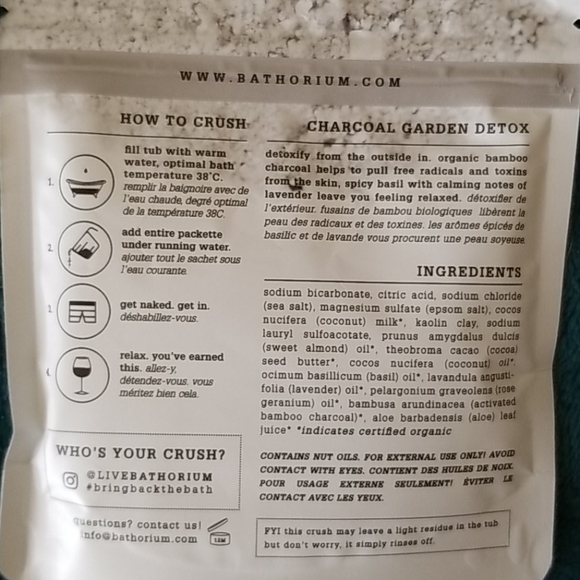 WWW.BATHORIUM.COM
HOW TO CRUSH
1.
fill tub with warm
water, optimal bath
temperature 38°C.
remplir la baignoire avec de
l'eau chaude, degré optimal
de la température 38C.
2.
add entire packette
under running water.
ajouter tout le sachet sous
l'eau courante.
3.
get naked. get in.
déshabillez-vous.
4.
relax. you've earned
this. allez-y,
détendez-vous. vous
méritez bien cela.
WHO'S YOUR CRUSH?
@LIVEBATHORIUM
#bringbackthebath
questions? contact us!
info@bathorium.com
12M
CHARCOAL GARDEN DETOX
detoxify from the outside in. organic bamboo
charcoal helps to pull free radicals and toxins
from the skin, spicy basil with calming notes of
lavender leave you feeling relaxed. détoxifier de
l'extérieur. fusains de bambou biologiques libèrent la
peau des radicaux et des toxines. les arômes épicés de
basilic et de lavande vous procurent une peau soyeuse.
INGREDIENTS
sodium bicarbonate, citric acid, sodium chloride
(sea salt), magnesium sulfate (epsom salt), cocos
nucifera (coconut) milk*, kaolin clay, sodium
lauryl sulfoacotate, prunus amygdalus dulcis
(sweet almond) oil*, theobroma cacao (cocoa)
seed butter*, cocos nucifera (coconut) oil*,
ocimum basilicum (basil) oil*, lavandula angusti-
folia (lavender) oil*, pelargonium graveolens (rose
geranium) oil*, bambusa arundinacea (activated
bamboo charcoal)*, aloe barbadensis (aloe) leaf
juice* *indicates certified organic
CONTAINS NUT OILS. FOR EXTERNAL USE ONLY! AVOID
CONTACT WITH EYES. CONTIENT DES HUILES DE NOIX.
POUR USAGE EXTERNE SEULEMENT! ÉVITER LE
CONTACT AVEC LES YEUX.
FYI this crush may leave a light residue in the tub
but don't worry, it simply rinses off.